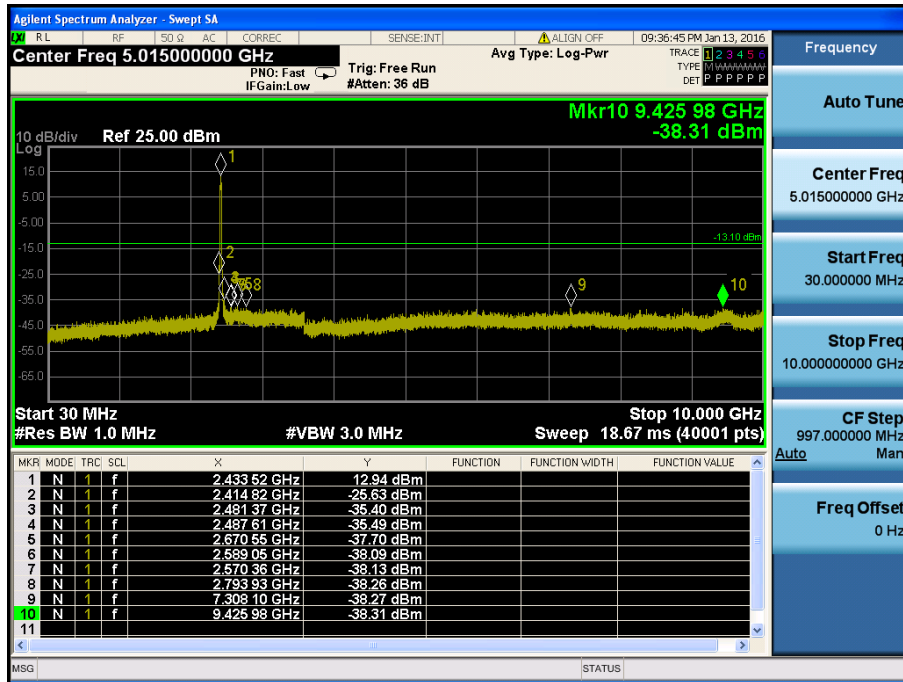 Agilent Spectrum Analyzer - Swept SA
LXI RL RF 50 Ω AC CORREC SENSE:INT ALIGN OFF 09:36:45 PM Jan 13, 2016
Center Freq 5.015000000 GHz
PNO: Fast
IFGain:Low
Trig: Free Run
#Atten: 36 dB
Avg Type: Log-Pwr
TRACE 1 2 3 4 5 6
TYPE M WWWWW
DET P P P P P P
Mkr10 9.425 98 GHz
-38.31 dBm
10 dB/div Ref 25.00 dBm
Log
15.0
5.00
-5.00
-15.0
-25.0
-35.0
-45.0
-55.0
-65.0
1
2
8
9
10
-13.10 dBm
Start 30 MHz Stop 10.000 GHz
#Res BW 1.0 MHz #VBW 3.0 MHz Sweep 18.67 ms (40001 pts)
MKR MODE TRC SCL X Y FUNCTION FUNCTION WIDTH FUNCTION VALUE
1 N 1 f 2.433 52 GHz 12.94 dBm
2 N 1 f 2.414 82 GHz -25.63 dBm
3 N 1 f 2.481 37 GHz -35.40 dBm
4 N 1 f 2.487 61 GHz -35.49 dBm
5 N 1 f 2.670 55 GHz -37.70 dBm
6 N 1 f 2.589 05 GHz -38.09 dBm
7 N 1 f 2.570 36 GHz -38.13 dBm
8 N 1 f 2.793 93 GHz -38.26 dBm
9 N 1 f 7.308 10 GHz -38.27 dBm
10 N 1 f 9.425 98 GHz -38.31 dBm
11
MSG STATUS
Frequency
Auto Tune
Center Freq
5.015000000 GHz
Start Freq
30.000000 MHz
Stop Freq
10.000000000 GHz
CF Step
997.000000 MHz
Auto Man
Freq Offset
0 Hz